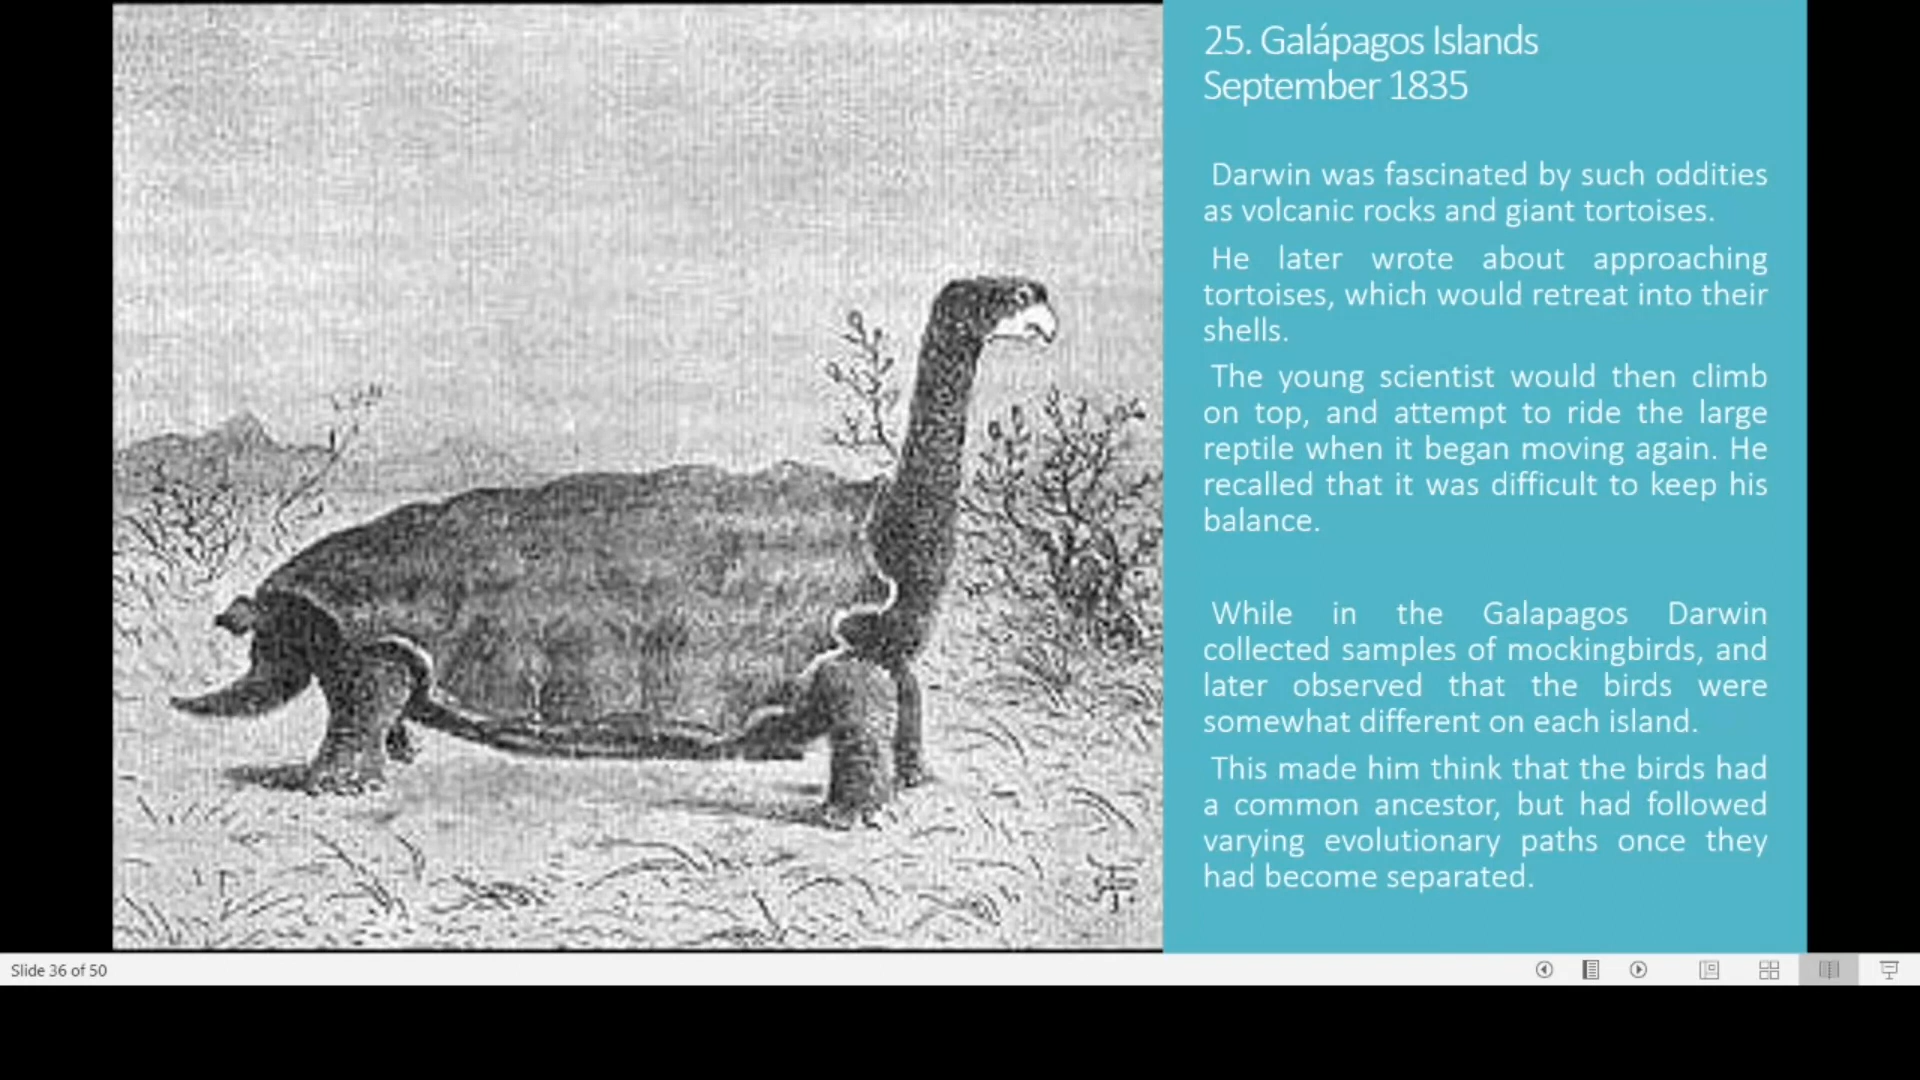 25. Galápagos Islands
September 1835
Darwin was fascinated by such oddities
as volcanic rocks and giant tortoises.
He later wrote about approaching
tortoises, which would retreat into their
shells.
The young scientist would then climb
on top, and attempt to ride the large
reptile when it began moving again. He
recalled that it was difficult to keep his
balance.
While in the Galapagos Darwin
collected samples of mockingbirds, and
later observed that the birds were
somewhat different on each island.
This made him think that the birds had
a common ancestor, but had followed
varying evolutionary paths once they
had become separated.
Slide 36 of 50